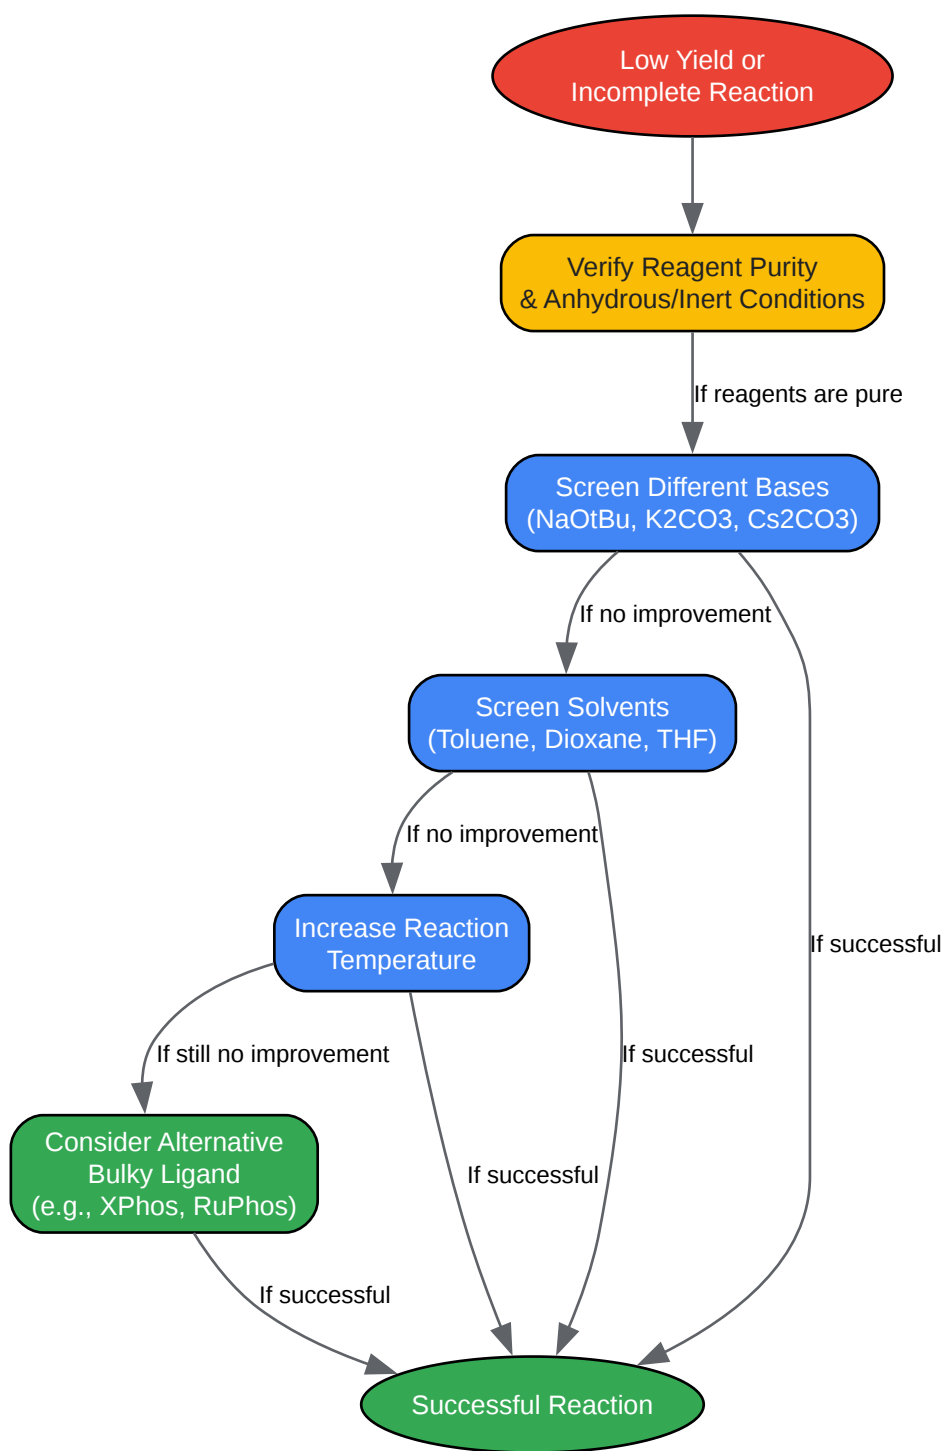 Low Yield or
Incomplete Reaction
Verify Reagent Purity
& Anhydrous/Inert Conditions
If reagents are pure
Screen Different Bases
(NaOtBu, K2CO3, Cs2CO3)
If no improvement
Screen Solvents
(Toluene, Dioxane, THF)
If no improvement
Increase Reaction
Temperature
If successful
If still no improvement
If successful
Consider Alternative
Bulky Ligand
(e.g., XPhos, RuPhos)
If successful
If successful
Successful Reaction